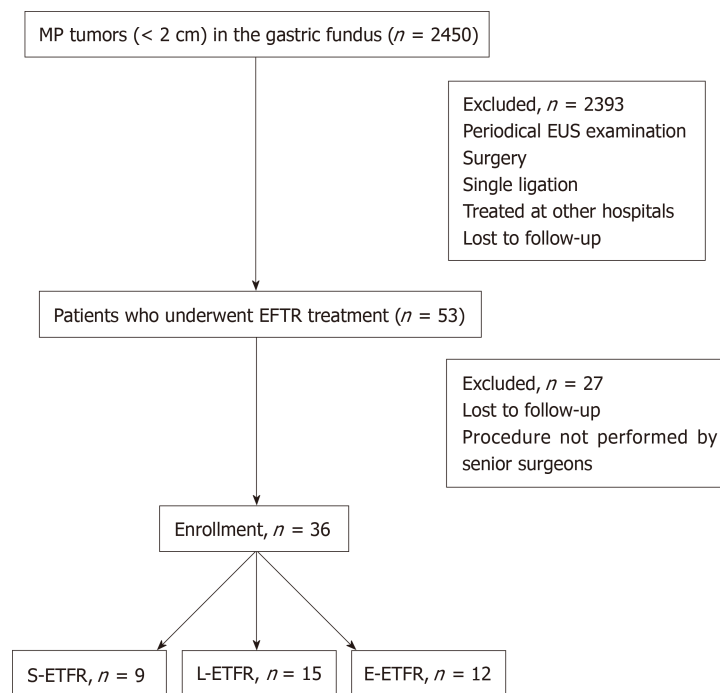 MP tumors (< 2 cm) in the gastric fundus (n = 2450)
Excluded, n = 2393
Periodical EUS examination
Surgery
Single ligation
Treated at other hospitals
Lost to follow-up
Patients who underwent EFTR treatment (n = 53)
Excluded, n = 27
Lost to follow-up
Procedure not performed by
senior surgeons
Enrollment, n = 36
S-ETFR, n = 9
L-ETFR, n = 15
E-ETFR, n = 12